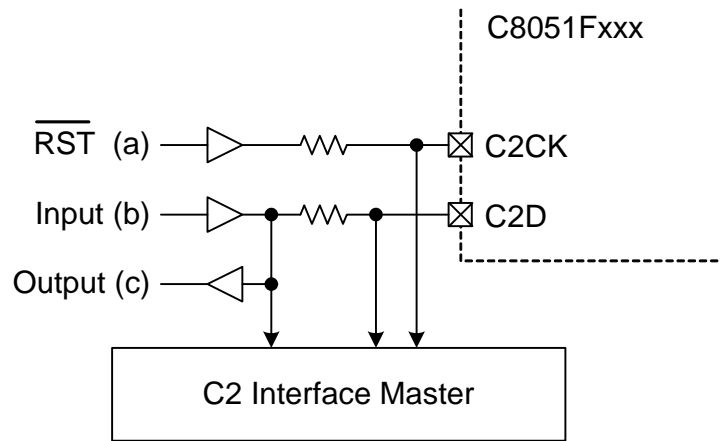 C8051Fxxx
RST (a)
C2CK
Input (b)
C2D
Output (c)
C2 Interface Master